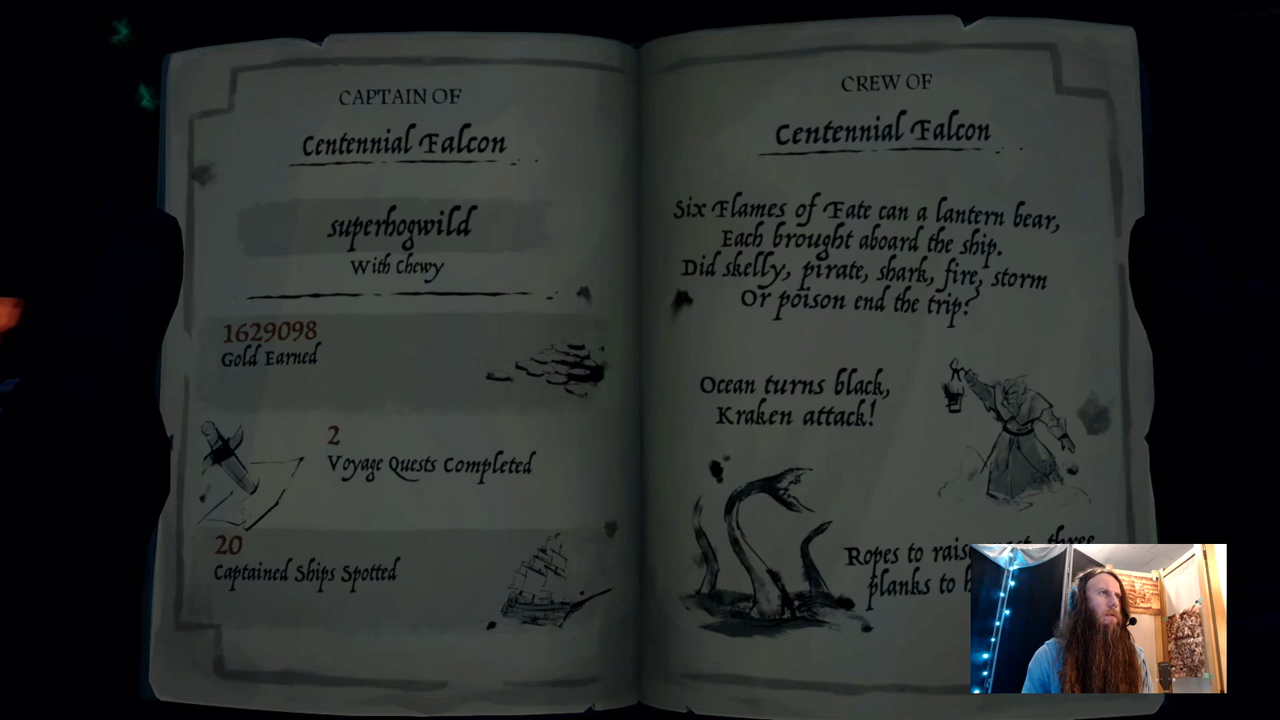 CAPTAIN OF
Centennial Falcon
superhogwild
With Chewy
1629098
Gold Earned
2
Voyage Quests Completed
20
Captained Ships Spotted
CREW OF
Centennial Falcon
Six Flames of Fate can a lantern bear,
Each brought aboard the ship.
Did skelly, pirate, shark, fire, storm
Or poison end the trip?
Ocean turns black,
Kraken attack!
Ropes to raise three
planks to